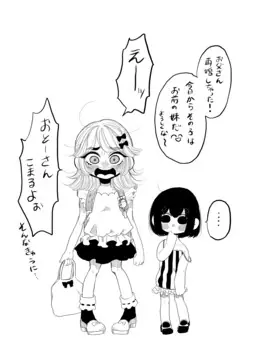 お父さん
再婚しちゃった!
今日からその子は
お前の妹だ
えーッ
おとーさん
こまるよお
そんなきゅうに…
…